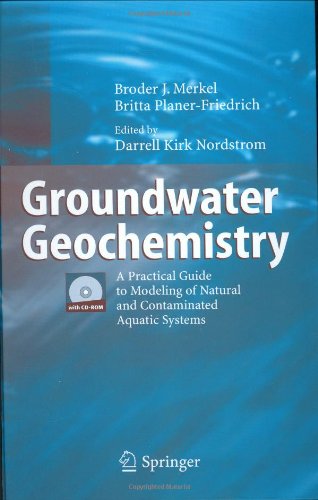 Broder J. Merkel
Britta Planer-Friedrich
Edited by
Darrell Kirk Nordstrom
Groundwater
Geochemistry
with CD-ROM
A Practical Guide
to Modeling of Natural
and Contaminated
Aquatic Systems
Springer